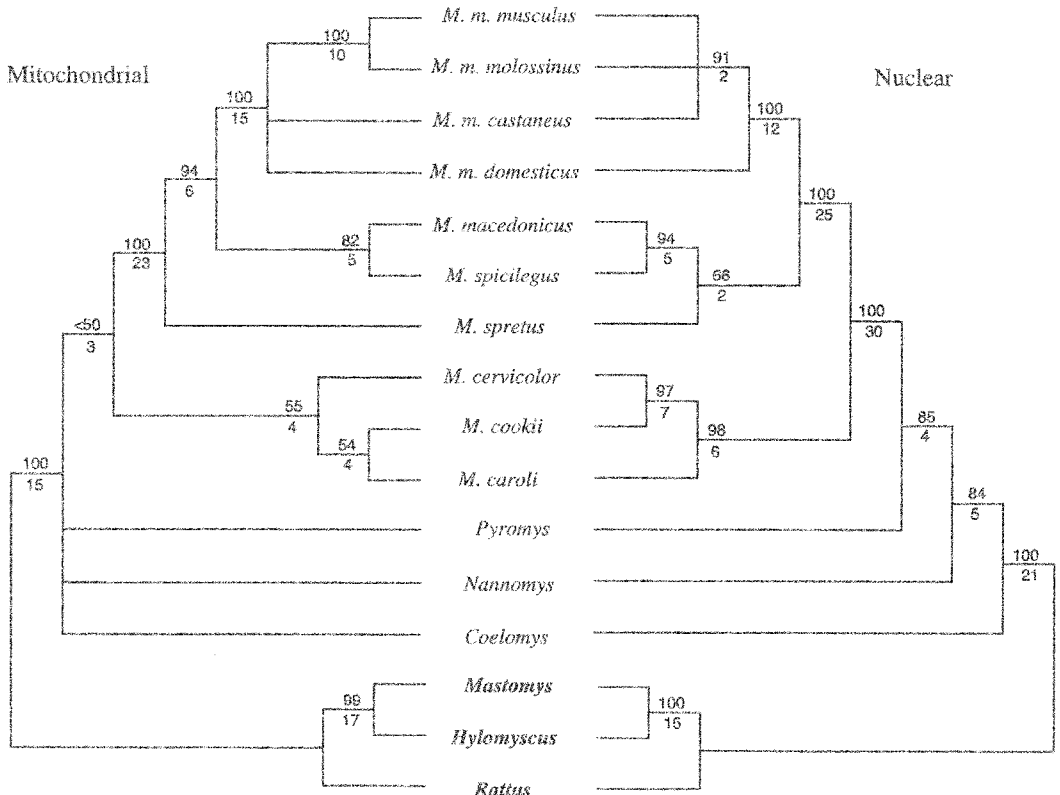 M. m. musculus
100
10
Mitochondrial
M. m. molossinus
91
2
Nuclear
100
15
M. m. castaneus
100
12
94
6
M. m. domesticus
100
25
M. macedonicus
82
5
94
5
100
23
M. spicilegus
56
2
<50
3
M. spretus
100
30
M. cervicolor
97
7
55
4
M. cookii
98
6
85
4
54
4
M. caroli
100
15
84
5
Pyromys
100
21
Nannomys
Coelomys
Mastomys
99
17
100
15
Hylomyscus
Rattus